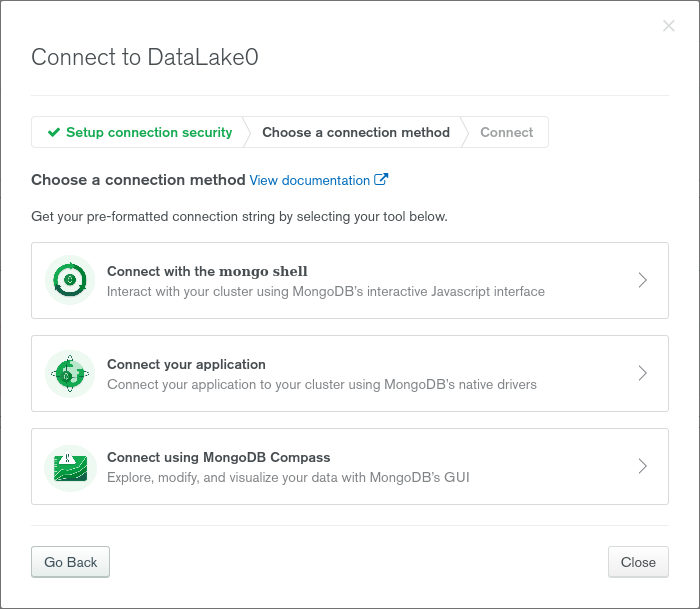 Connect to DataLake0
Setup connection security Choose a connection method Connect
Choose a connection method View documentation
Get your pre-formatted connection string by selecting your tool below.
Connect with the mongo shell
Interact with your cluster using MongoDB's interactive Javascript interface
Connect your application
Connect your application to your cluster using MongoDB's native drivers
Connect using MongoDB Compass
Explore, modify, and visualize your data with MongoDB's GUI
Go Back Close